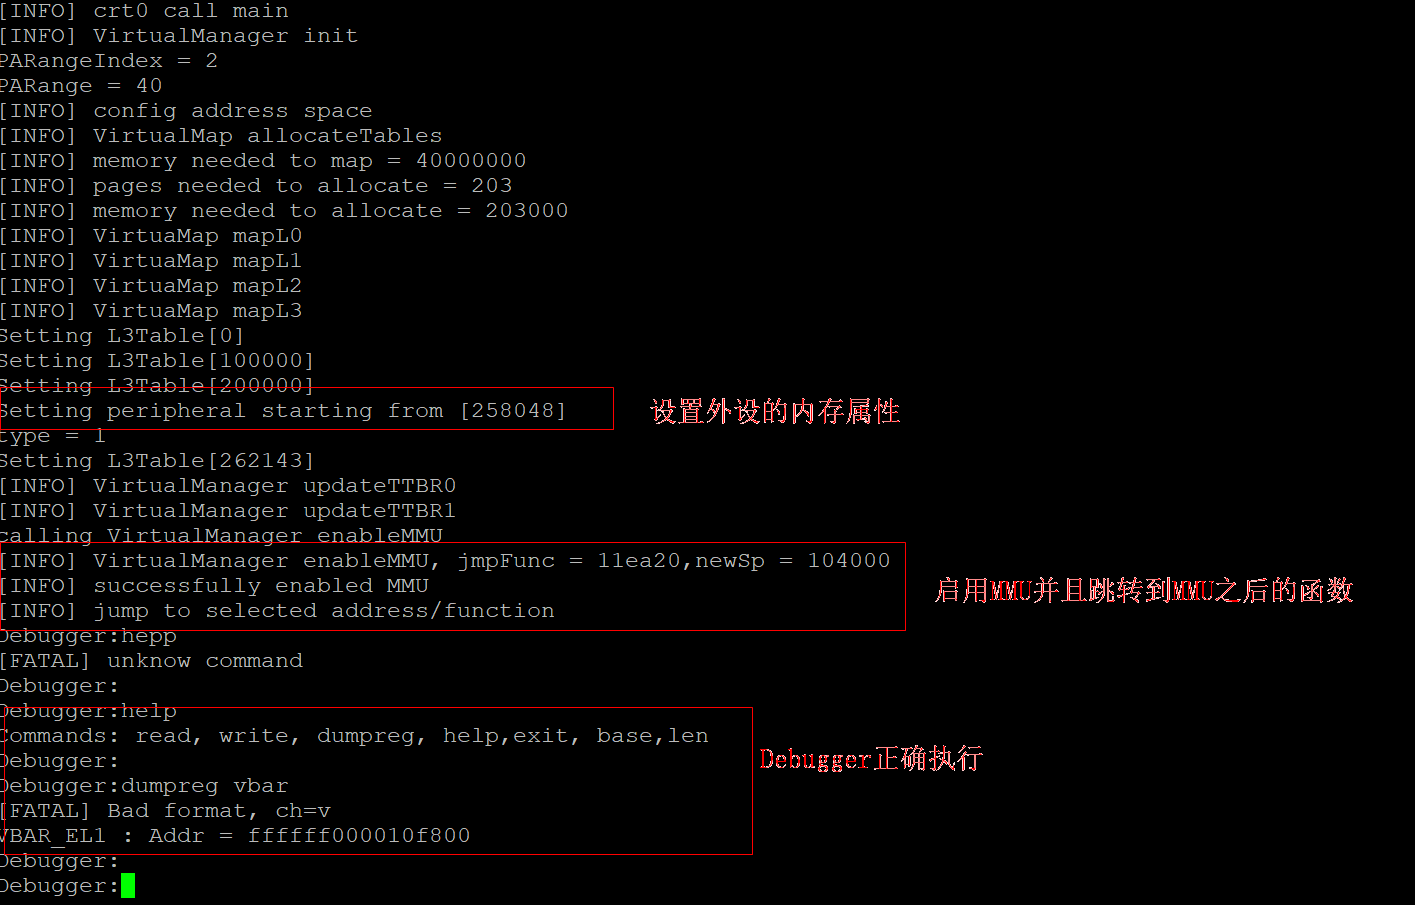 [INFO] crt0 call main
[INFO] VirtualManager init
PARangeIndex = 2
PARange = 40
[INFO] config address space
[INFO] VirtualMap allocateTables
[INFO] memory needed to map = 40000000
[INFO] pages needed to allocate = 203
[INFO] memory needed to allocate = 203000
[INFO] VirtuaMap mapL0
[INFO] VirtuaMap mapL1
[INFO] VirtuaMap mapL2
[INFO] VirtuaMap mapL3
Setting L3Table[0]
Setting L3Table[100000]
Setting L3Table[200000]
Setting peripheral starting from [258048]
设置外设的内存属性
type = 1
Setting L3Table[262143]
[INFO] VirtualManager updateTTBR0
[INFO] VirtualManager updateTTBR1
calling VirtualManager enableMMU
[INFO] VirtualManager enableMMU, jmpFunc = 11ea20,newSp = 104000
[INFO] successfully enabled MMU
启用MMU并且跳转到MMU之后的函数
[INFO] jump to selected address/function
Debugger:hepp
[FATAL] unknow command
Debugger:
Debugger:help
Commands: read, write, dumpreg, help,exit, base,len
Debugger:
Debugger正确执行
Debugger:dumpreg vbar
[FATAL] Bad format, ch=v
VBAR_EL1 : Addr = ffffff000010f800
Debugger:
Debugger: